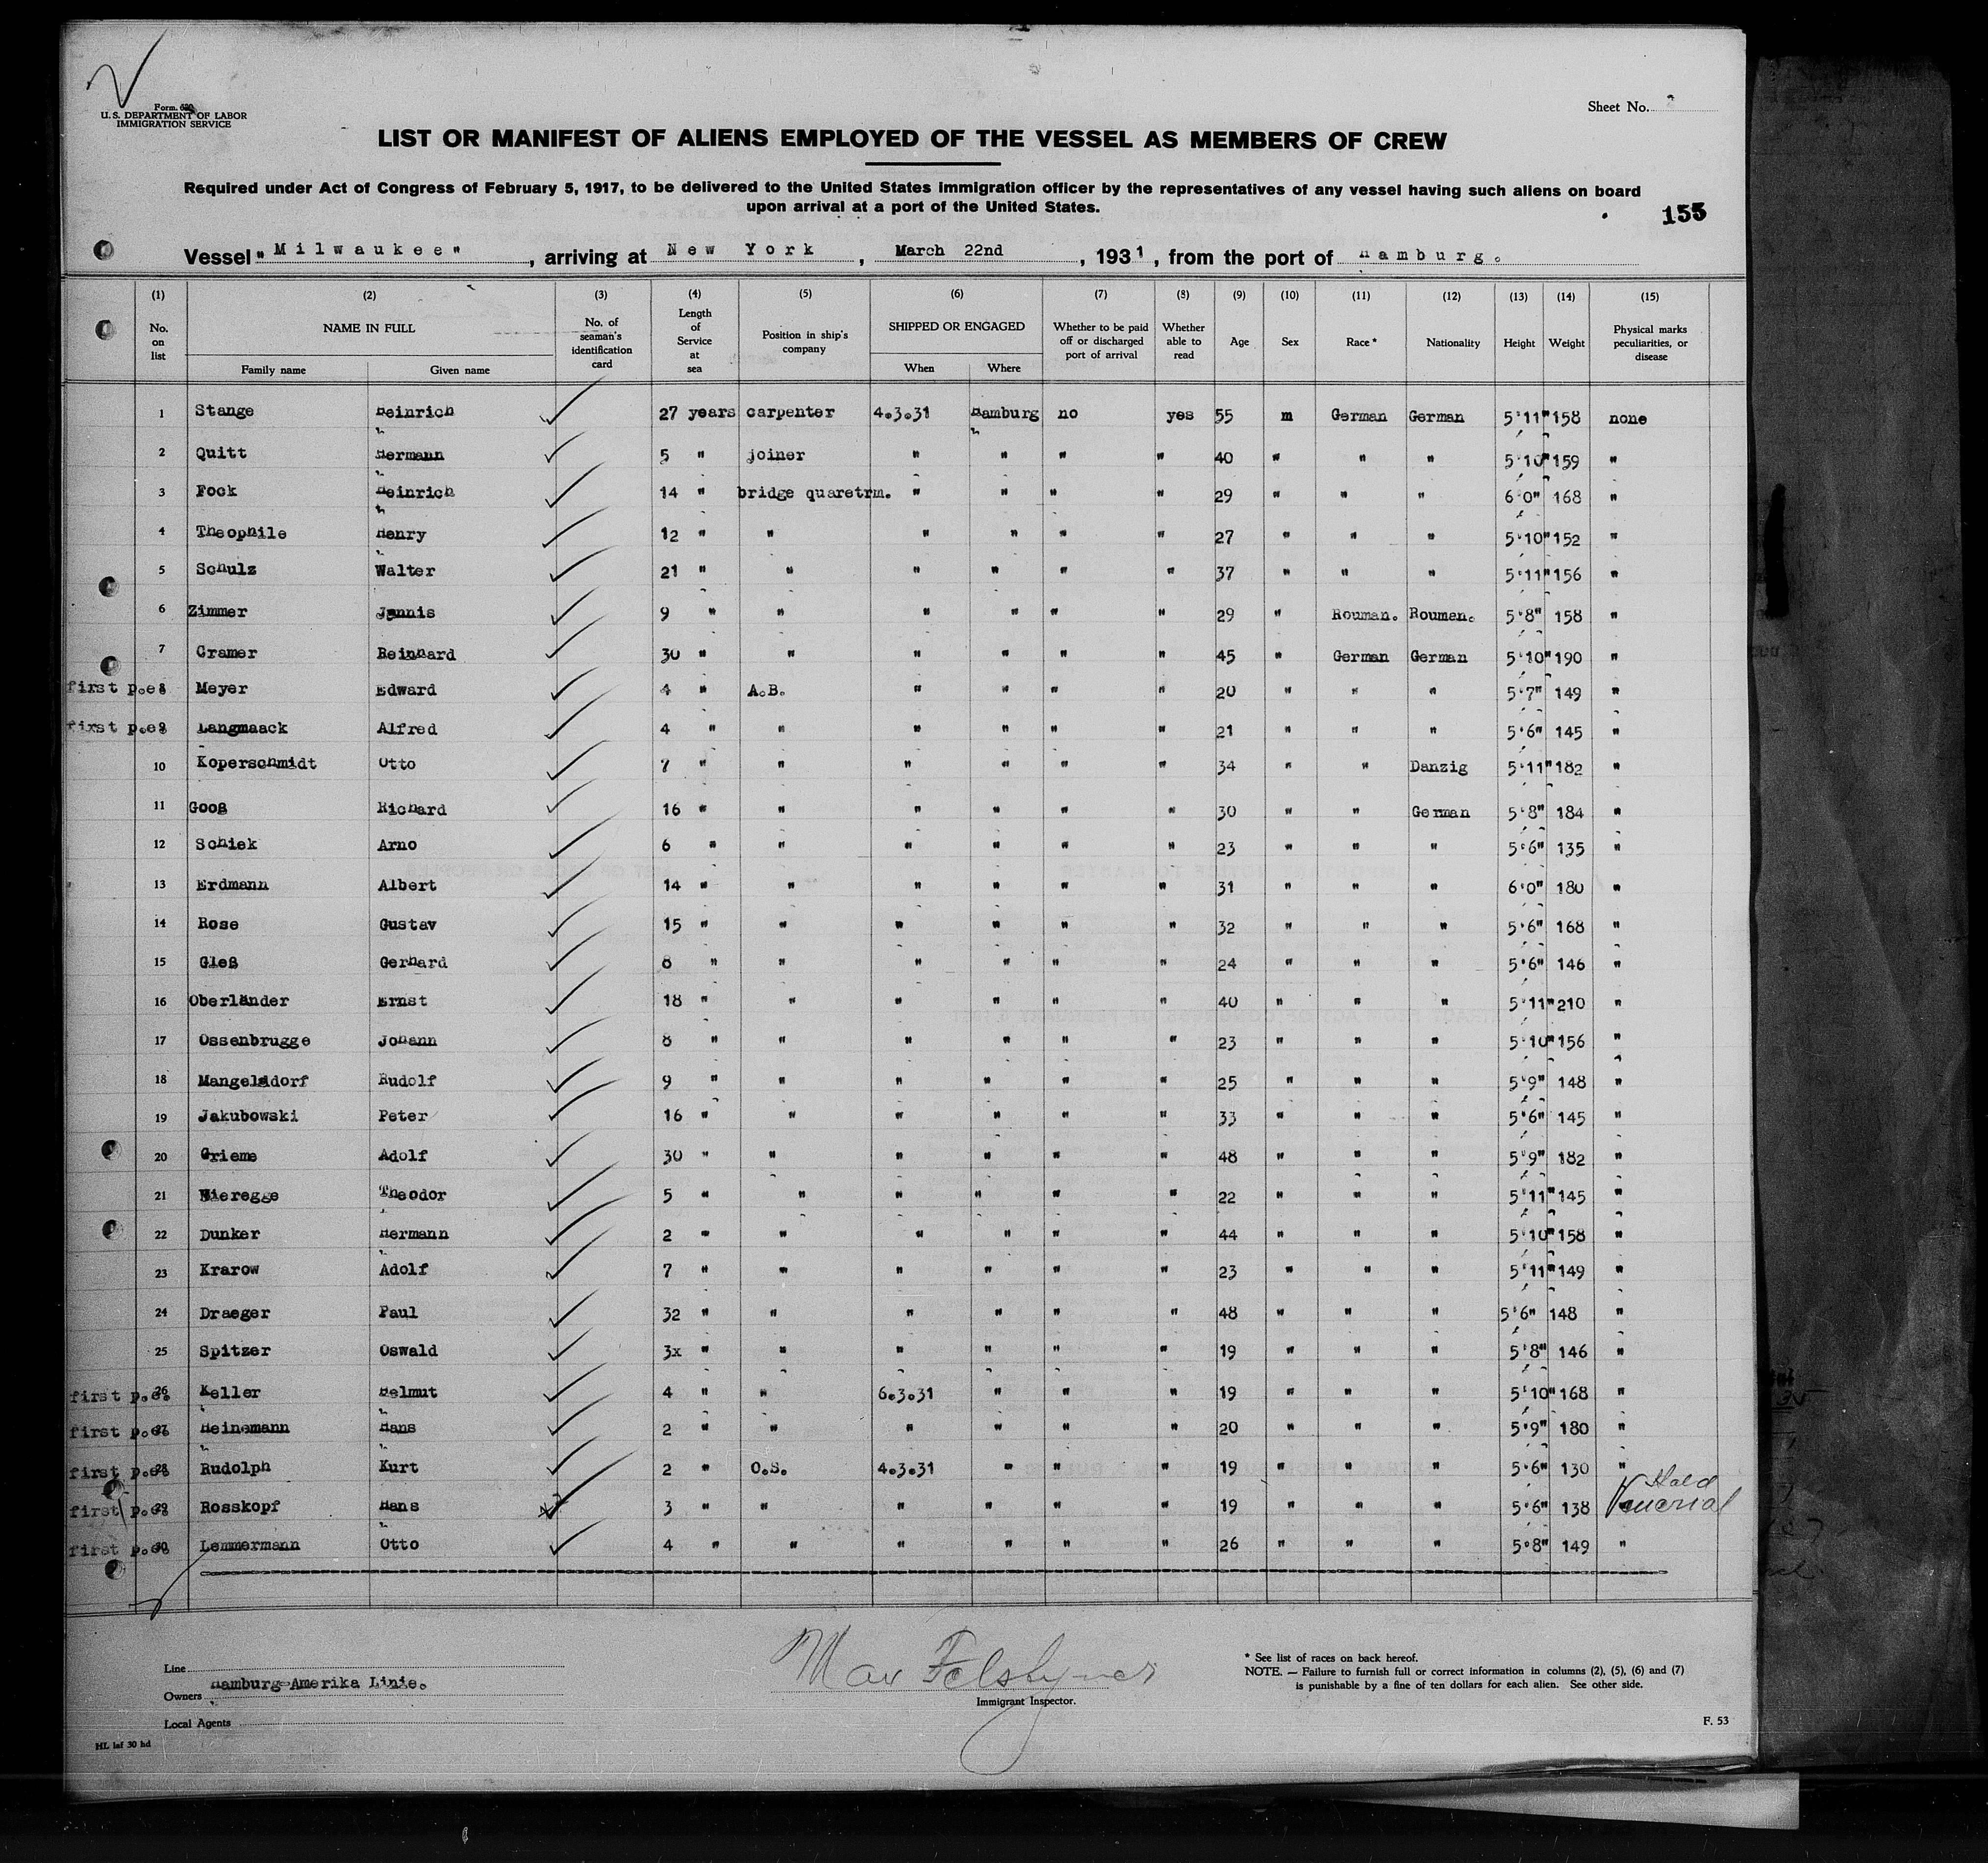 Form. 680
U. S. DEPARTMENT OF LABOR
IMMIGRATION SERVICE
Sheet No.
LIST OR MANIFEST OF ALIENS EMPLOYED OF THE VESSEL AS MEMBERS OF CREW
Required under Act of Congress of February 5, 1917, to be delivered to the United States immigration officer by the representatives of any vessel having such aliens on board
upon arrival at a port of the United States.
155
Vessel "Milwaukee", arriving at New York, March 22nd, 1931, from the port of Hamburg.
(1) (2) (3) (4) (5) (6) (7) (8) (9) (10) (11) (12) (13) (14) (15)
No. on list NAME IN FULL Family name Given name No. of seaman's identification card Length of Service at sea Position in ship's company SHIPPED OR ENGAGED When Where Whether to be paid off or discharged port of arrival Whether able to read Age Sex Race * Nationality Height Weight Physical marks peculiarities, or disease
1 Stange Heinrich 27 years carpenter 4.3.31 Hamburg no yes 55 m German German 5'11" 158 none
2 Quitt Hermann 5 " joiner " " " " 40 " " " 5'10" 159 "
3 Fock Heinrich 14 " bridge quaretrm. " " " " 29 " " " 6'0" 168 "
4 Theophile Henry 12 " " " " " " 27 " " " 5'10" 152 "
5 Schulz Walter 21 " " " " " " 37 " " " 5'11" 156 "
6 Zimmer Jannis 9 " " " " " " 29 " Rouman. Rouman. 5'8" 158 "
7 Cramer Reinhard 30 " " " " " " 45 " German German 5'10" 190 "
first p.e. 8 Meyer Edward 4 " A.B. " " " " 20 " " " 5'7" 149 "
first p.e. 9 Langmaack Alfred 4 " " " " " " 21 " " " 5'6" 145 "
10 Koperschmidt Otto 7 " " " " " " 34 " " Danzig 5'11" 182 "
11 Gooß Richard 16 " " " " " " 30 " " German 5'8" 184 "
12 Schiek Arno 6 " " " " " " 23 " " " 5'6" 135 "
13 Erdmann Albert 14 " " " " " " 31 " " " 6'0" 180 "
14 Rose Gustav 15 " " " " " " 32 " " " 5'6" 168 "
15 Gleß Gerhard 8 " " " " " " 24 " " " 5'6" 146 "
16 Oberländer Ernst 18 " " " " " " 40 " " " 5'11" 210 "
17 Ossenbrugge Johann 8 " " " " " " 23 " " " 5'10" 156 "
18 Mangelsdorf Rudolf 9 " " " " " " 25 " " " 5'9" 148 "
19 Jakubowski Peter 16 " " " " " " 33 " " " 5'6" 145 "
20 Grieme Adolf 30 " " " " " " 48 " " " 5'9" 182 "
21 Nieregge Theodor 5 " " " " " " 22 " " " 5'11" 145 "
22 Dunker Hermann 2 " " " " " " 44 " " " 5'10" 158 "
23 Krarow Adolf 7 " " " " " " 23 " " " 5'11" 149 "
24 Draeger Paul 32 " " " " " " 48 " " " 5'6" 148 "
25 Spitzer Oswald 3x " " " " " " 19 " " " 5'8" 146 "
first p.e. 26 Keller Helmut 4 " " 6.3.31 " " " 19 " " " 5'10" 168 "
first p.e. 27 Heinemann Hans 2 " " " " " " 20 " " " 5'9" 180 "
first p.e. 28 Rudolph Kurt 2 " O.S. 4.3.31 " " " 19 " " " 5'6" 130 "
first p.e. 29 Rosskopf Hans 3 " " " " " " 19 " " " 5'6" 138 Held Venerial
first p.e. 30 Lemmermann Otto 4 " " " " " " 26 " " " 5'8" 149 "
Line
Owners Hamburg-Amerika Linie.
Local Agents
HL laf 30 hd
Max Felstyner
Immigrant Inspector.
* See list of races on back hereof.
NOTE. — Failure to furnish full or correct information in columns (2), (5), (6) and (7)
is punishable by a fine of ten dollars for each alien. See other side.
F. 53